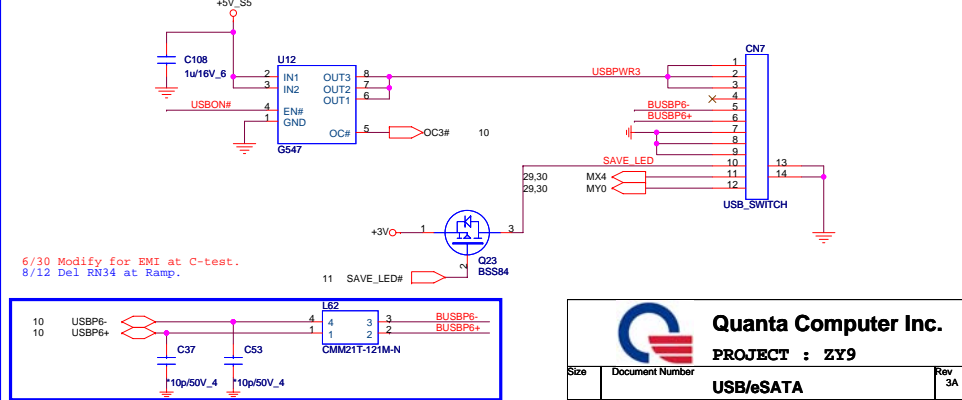 +5V_S5
C108
1u/16V_6
U12
2 IN1 OUT3 8
3 IN2 OUT2 7
OUT1 6
USBON# 4 EN#
1 GND
OC# 5 OC3# 10
G547
USBPWR3
CN7
1
2
3
4
BUSBP6- 5
BUSBP6+ 6
7
8
9
SAVE_LED 10 13
29,30 MX4 11 14
29,30 MY0 12
USB_SWITCH
+3V 1 3
2
Q23
BSS84
11 SAVE_LED#
6/30 Modify for EMI at C-test.
8/12 Del RN34 at Ramp.
L62
10 USBP6- 4 4 3 3 BUSBP6-
10 USBP6+ 1 1 2 2 BUSBP6+
CMM21T-121M-N
C37
C53
*10p/50V_4
*10p/50V_4
Quanta Computer Inc.
PROJECT : ZY9
Size Document Number Rev
USB/eSATA 3A